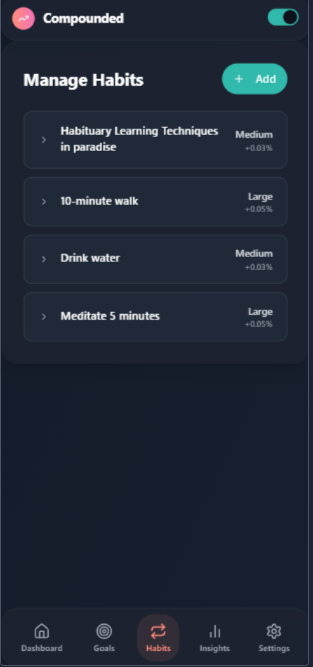 Compounded
Manage Habits
+ Add
Habituary Learning Techniques
in paradise
Medium
+0.03%
10-minute walk
Large
+0.05%
Drink water
Medium
+0.03%
Meditate 5 minutes
Large
+0.05%
Dashboard
Goals
Habits
Insights
Settings